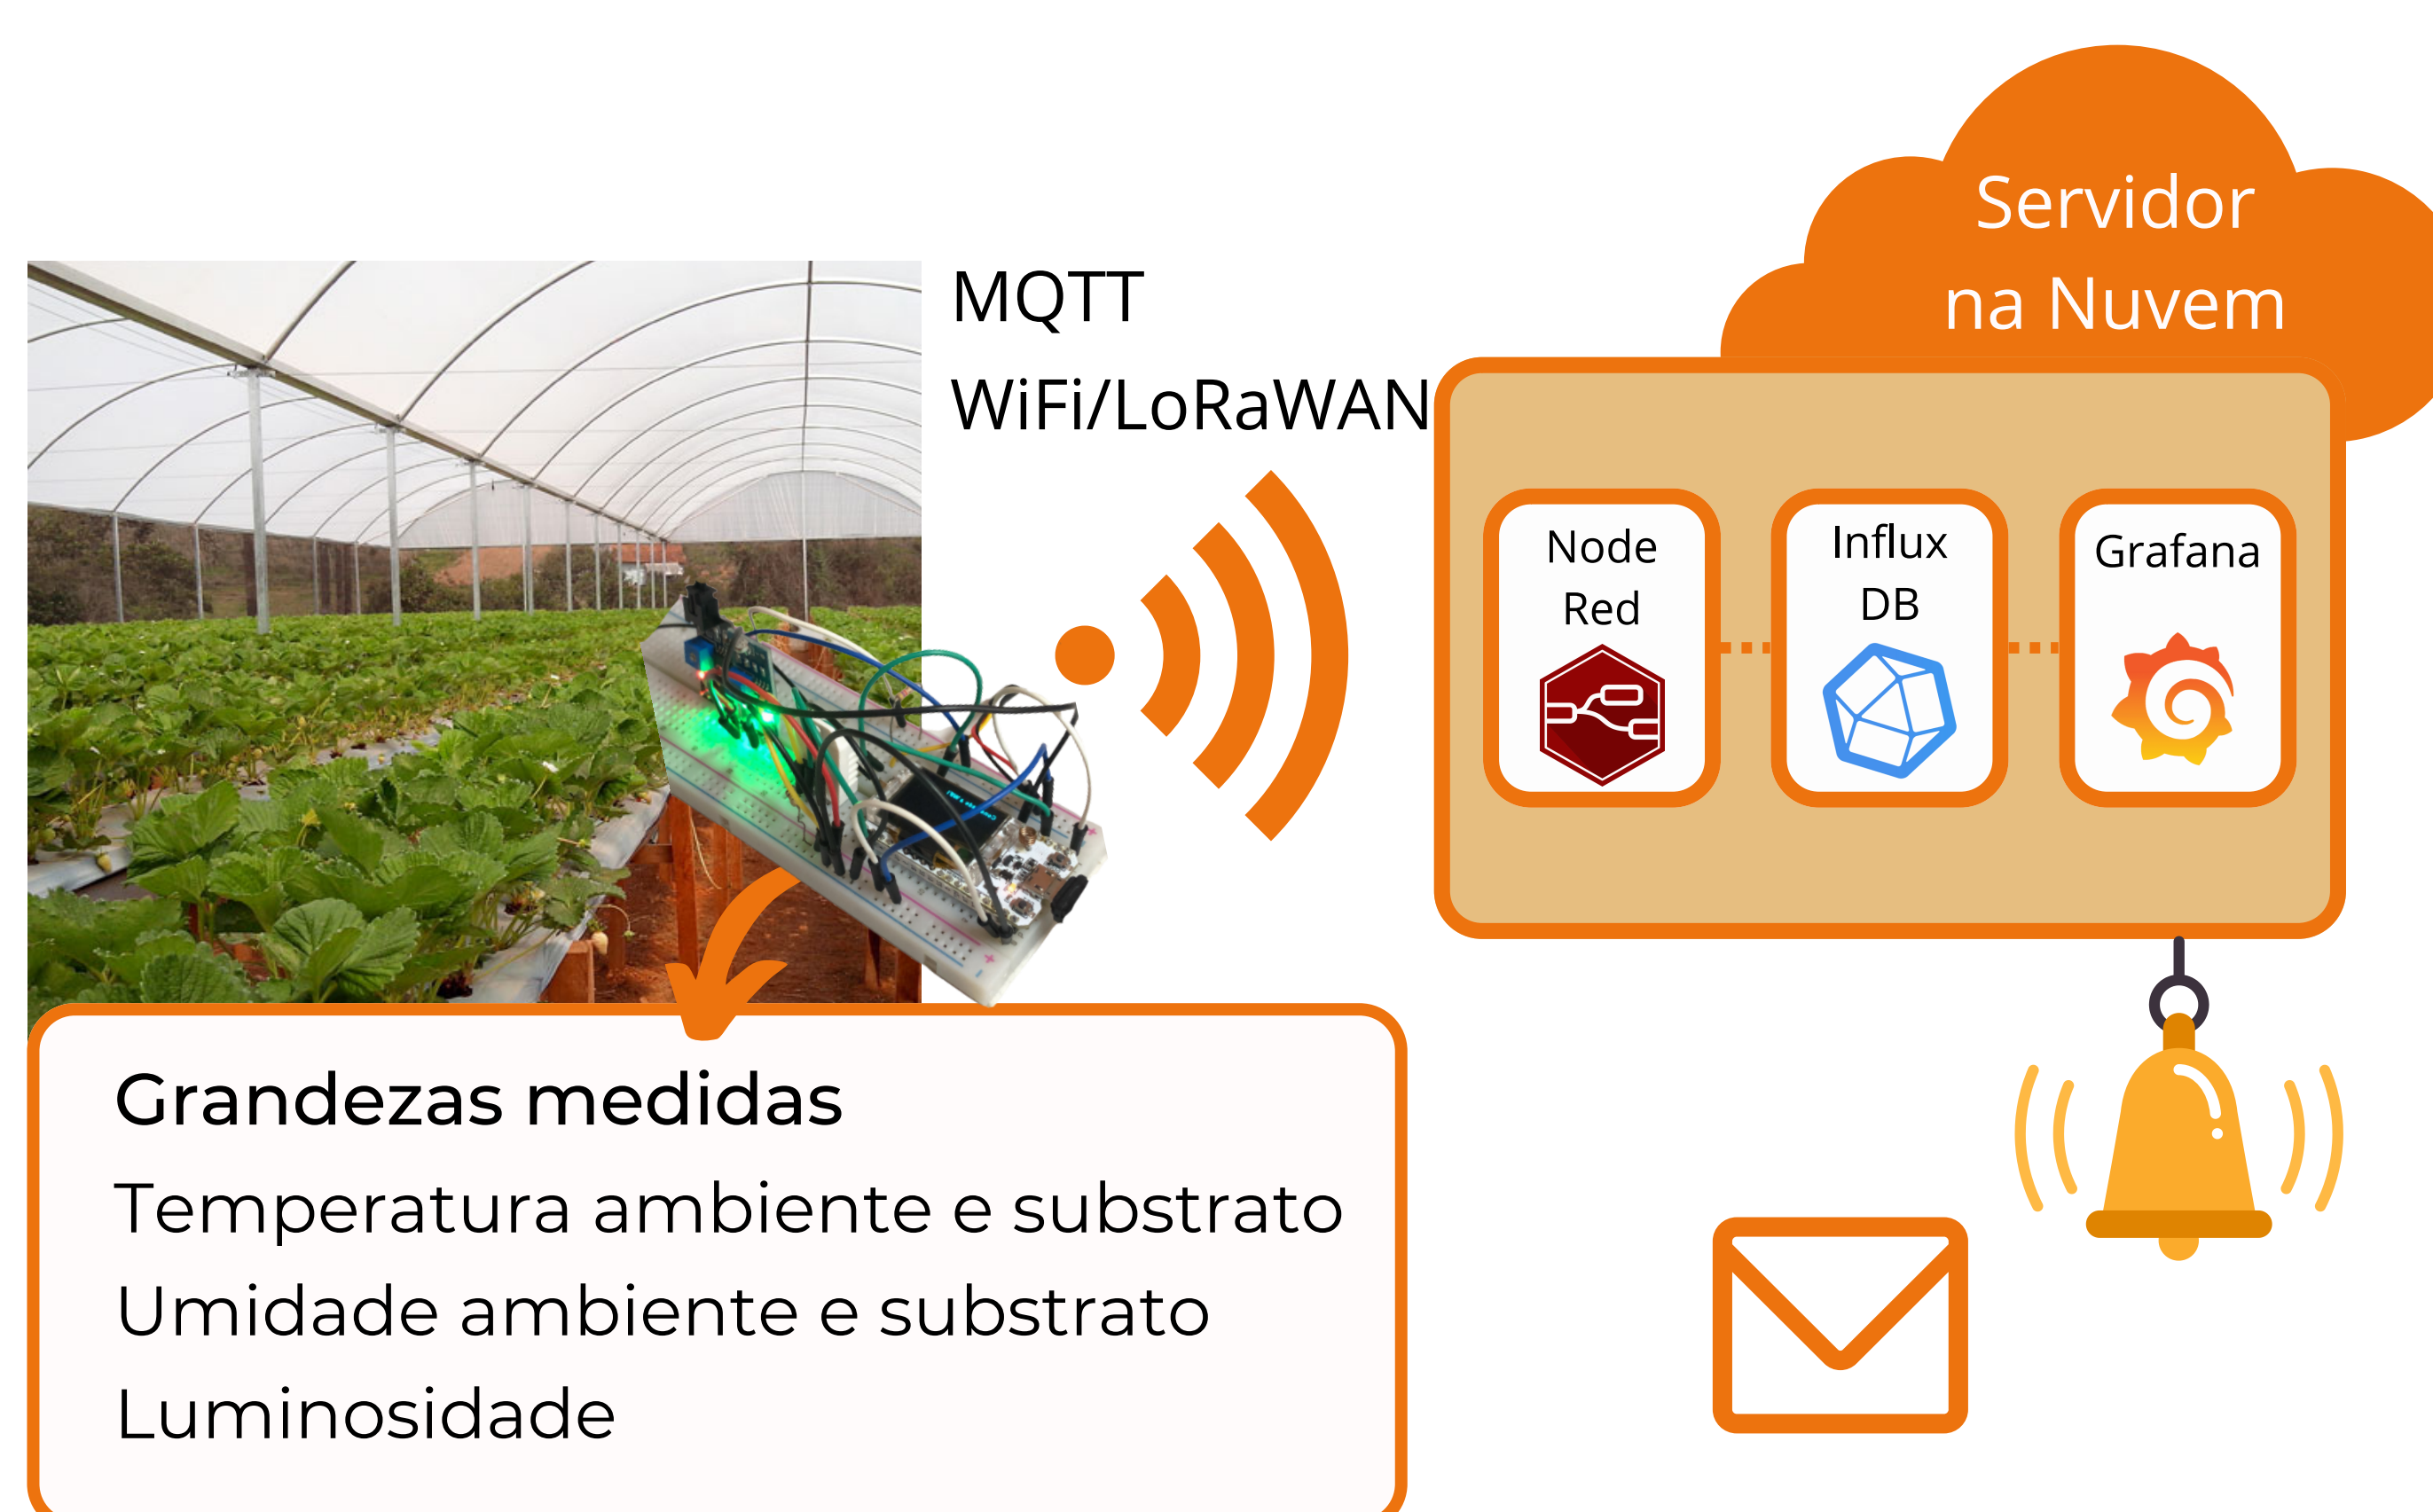 MQTT
WiFi/LoRaWAN
Servidor
na Nuvem
Node
Red
Influx
DB
Grafana
Grandezas medidas
Temperatura ambiente e substrato
Umidade ambiente e substrato
Luminosidade